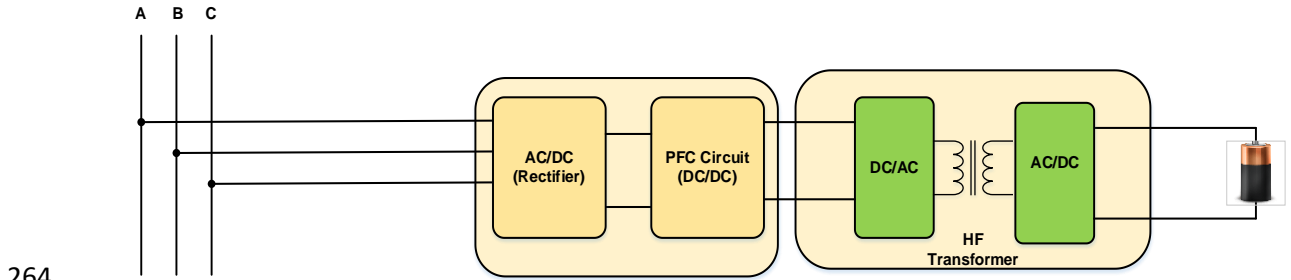 A B C
AC/DC
(Rectifier)
PFC Circuit
(DC/DC)
DC/AC
AC/DC
HF
Transformer
264